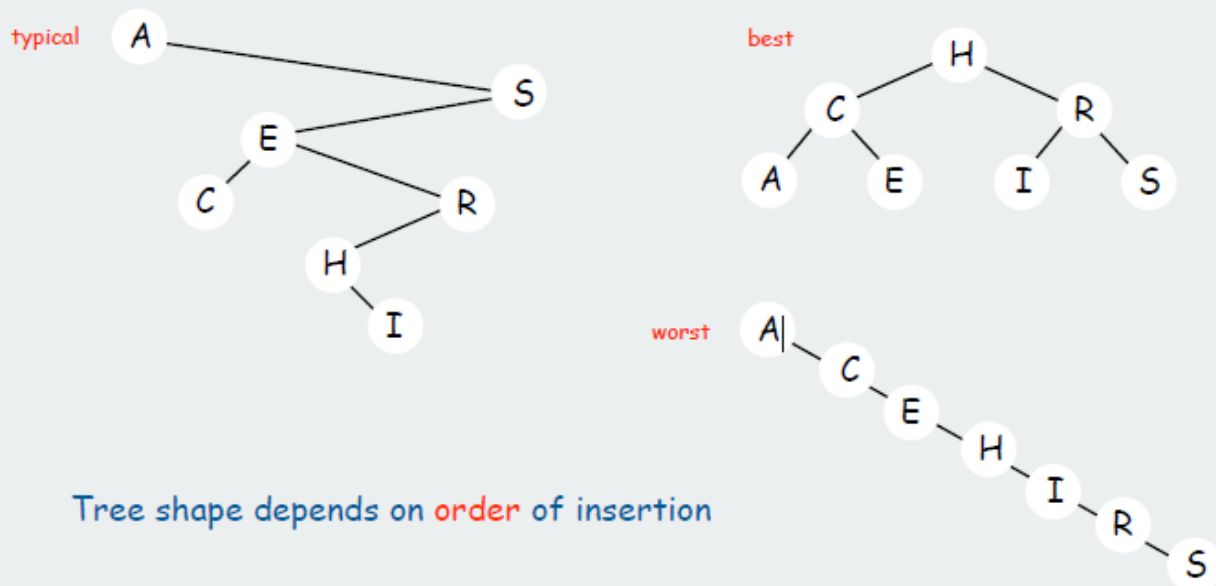 typical
A
S
E
C
R
H
I
best
H
C
R
A
E
I
S
worst
A
C
E
H
I
R
S
Tree shape depends on order of insertion